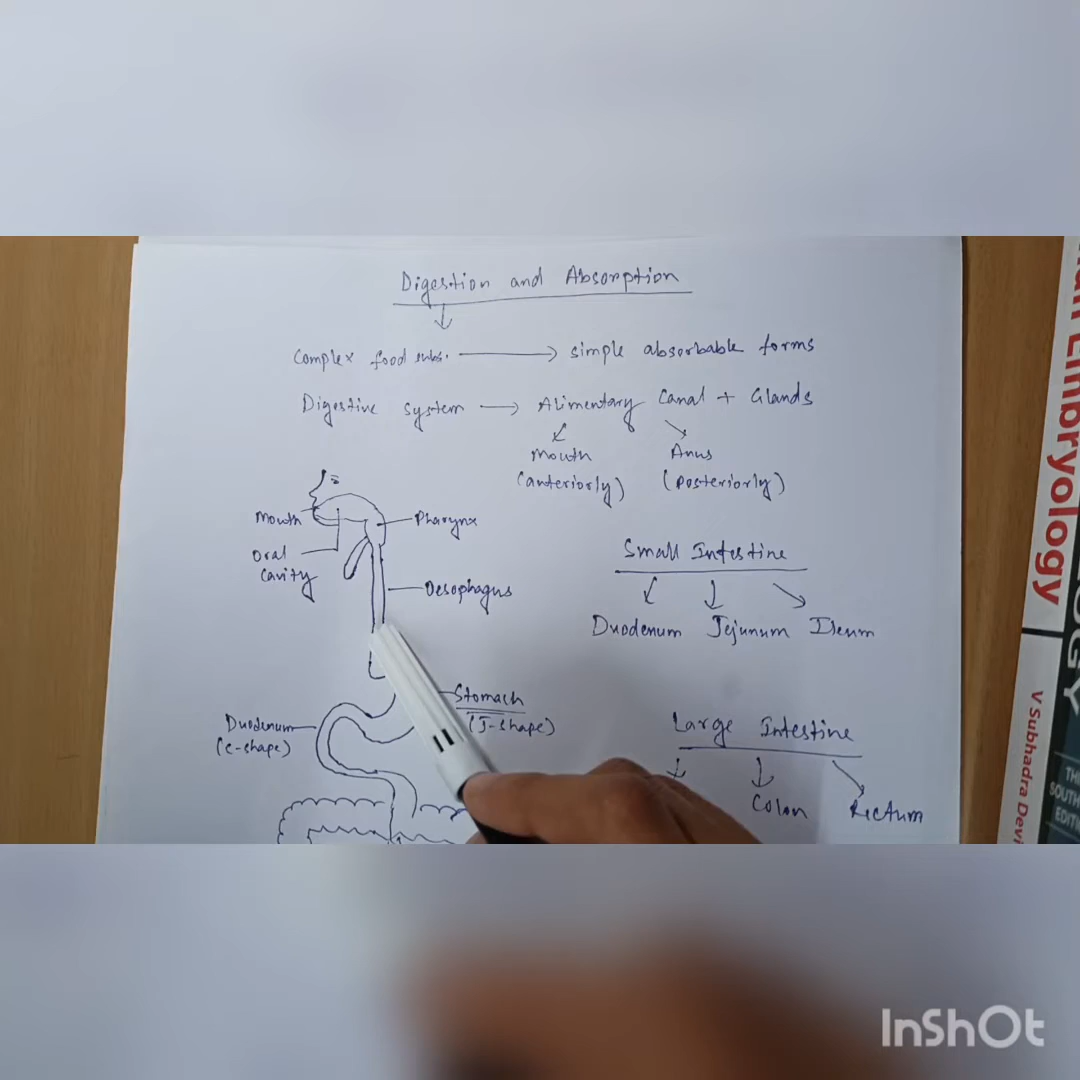 Digestion and Absorption
Complex food subs. → simple absorbable forms
Digestive system → Alimentary Canal + Glands
Mouth
(anteriorly)
Anus
(Posteriorly)
Mouth
Pharynx
Oral
cavity
Oesophagus
Small Intestine
Duodenum Jejunum Ileum
Stomach
(J-shape)
Duodenum
(C-shape)
Large Intestine
Colon Rectum
Embryology
V Subhadra Devi
InShOt